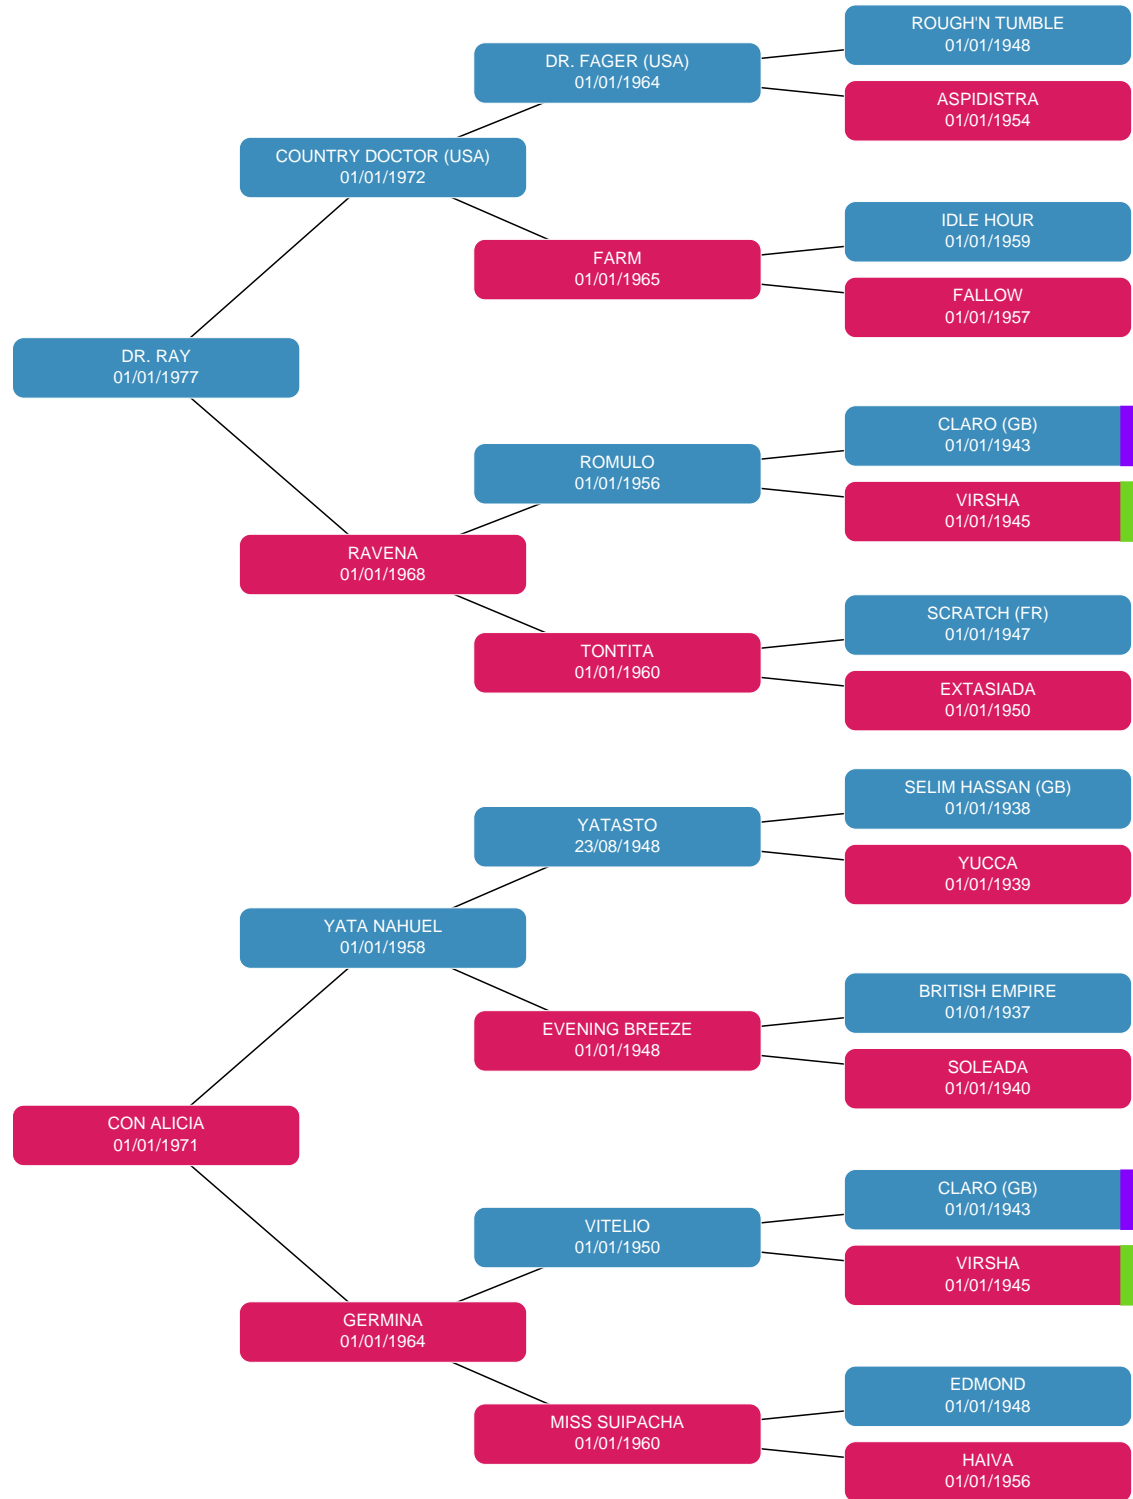 ROUGH'N TUMBLE
01/01/1948
DR. FAGER (USA)
01/01/1964
ASPIDISTRA
01/01/1954
COUNTRY DOCTOR (USA)
01/01/1972
IDLE HOUR
01/01/1959
FARM
01/01/1965
FALLOW
01/01/1957
DR. RAY
01/01/1977
CLARO (GB)
01/01/1943
ROMULO
01/01/1956
VIRSHA
01/01/1945
RAVENA
01/01/1968
SCRATCH (FR)
01/01/1947
TONTITA
01/01/1960
EXTASIADA
01/01/1950
SELIM HASSAN (GB)
01/01/1938
YATASTO
23/08/1948
YUCCA
01/01/1939
YATA NAHUEL
01/01/1958
BRITISH EMPIRE
01/01/1937
EVENING BREEZE
01/01/1948
SOLEADA
01/01/1940
CON ALICIA
01/01/1971
CLARO (GB)
01/01/1943
VITELIO
01/01/1950
VIRSHA
01/01/1945
GERMINA
01/01/1964
EDMOND
01/01/1948
MISS SUIPACHA
01/01/1960
HAIVA
01/01/1956